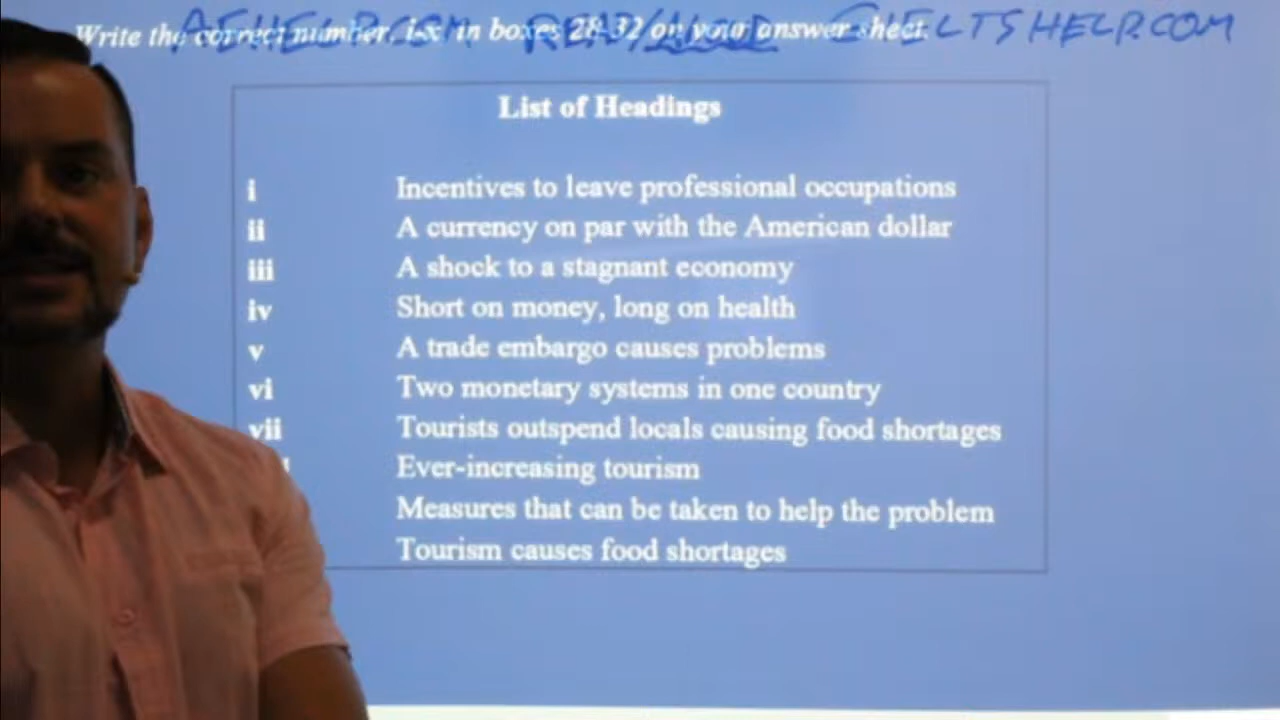 Write the correct number, i-x in boxes 28-32 on your answer sheet.
AEHELP.COM READ/ GIELTSHELP.COM
List of Headings
i Incentives to leave professional occupations
ii A currency on par with the American dollar
iii A shock to a stagnant economy
iv Short on money, long on health
v A trade embargo causes problems
vi Two monetary systems in one country
vii Tourists outspend locals causing food shortages
Ever-increasing tourism
Measures that can be taken to help the problem
Tourism causes food shortages